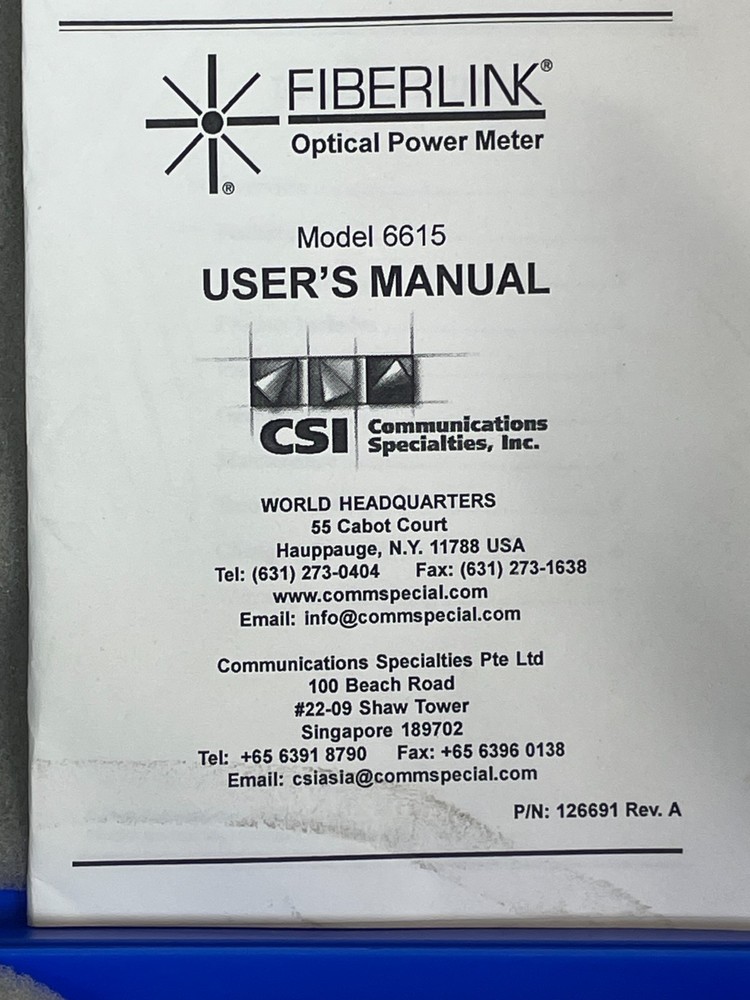 FIBERLINK®
Optical Power Meter
®
Model 6615
USER'S MANUAL
CSI Communications
Specialties, Inc.
WORLD HEADQUARTERS
55 Cabot Court
Hauppauge, N.Y. 11788 USA
Tel: (631) 273-0404 Fax: (631) 273-1638
www.commspecial.com
Email: info@commspecial.com
Communications Specialties Pte Ltd
100 Beach Road
#22-09 Shaw Tower
Singapore 189702
Tel: +65 6391 8790 Fax: +65 6396 0138
Email: csiasia@commspecial.com
P/N: 126691 Rev. A